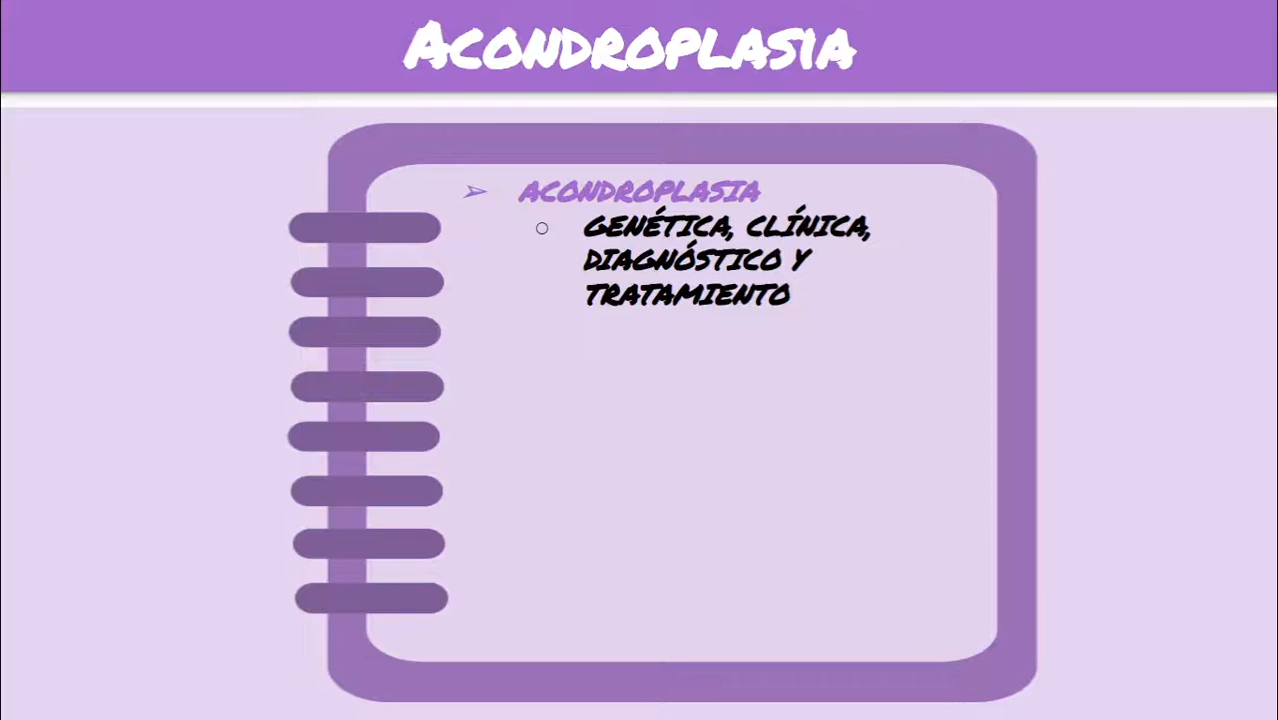 ACONDROPLASIA
➢ ACONDROPLASIA
○ GENÉTICA, CLÍNICA,
DIAGNÓSTICO Y
TRATAMIENTO